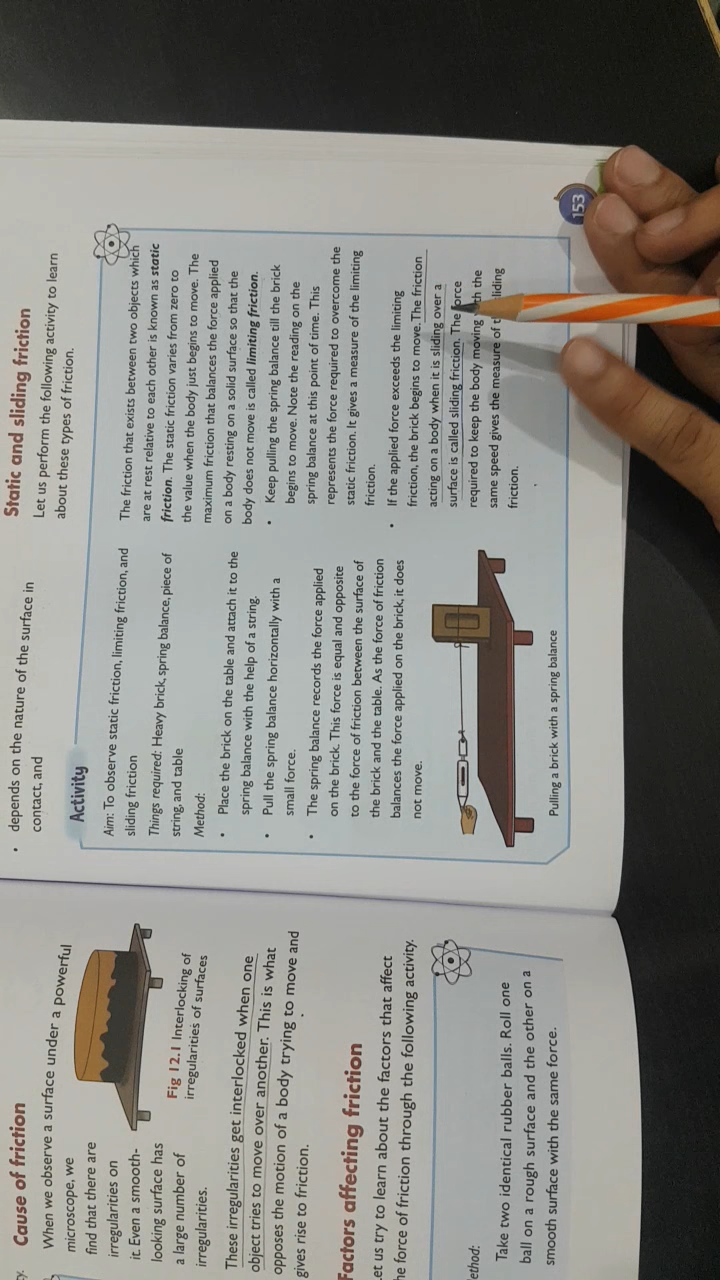 Cause of friction
When we observe a surface under a powerful
microscope, we
find that there are
irregularities on
it. Even a smooth-
looking surface has
a large number of
irregularities.
Fig 12.1 Interlocking of
irregularities of surfaces
These irregularities get interlocked when one
object tries to move over another. This is what
opposes the motion of a body trying to move and
gives rise to friction.
Factors affecting friction
Let us try to learn about the factors that affect
the force of friction through the following activity.
ethod:
Take two identical rubber balls. Roll one
ball on a rough surface and the other on a
smooth surface with the same force.
• depends on the nature of the surface in
contact, and
Static and sliding friction
Let us perform the following activity to learn
about these types of friction.
Activity
Aim: To observe static friction, limiting friction, and
sliding friction
Things required: Heavy brick, spring balance, piece of
string, and table
Method:
• Place the brick on the table and attach it to the
spring balance with the help of a string.
• Pull the spring balance horizontally with a
small force.
• The spring balance records the force applied
on the brick. This force is equal and opposite
to the force of friction between the surface of
the brick and the table. As the force of friction
balances the force applied on the brick, it does
not move.
Pulling a brick with a spring balance
The friction that exists between two objects which
are at rest relative to each other is known as static
friction. The static friction varies from zero to
the value when the body just begins to move. The
maximum friction that balances the force applied
on a body resting on a solid surface so that the
body does not move is called limiting friction.
• Keep pulling the spring balance till the brick
begins to move. Note the reading on the
spring balance at this point of time. This
represents the force required to overcome the
static friction. It gives a measure of the limiting
friction.
• If the applied force exceeds the limiting
friction, the brick begins to move. The friction
acting on a body when it is sliding over a
surface is called sliding friction. The force
required to keep the body moving the
same speed gives the measure of sliding
friction.
153